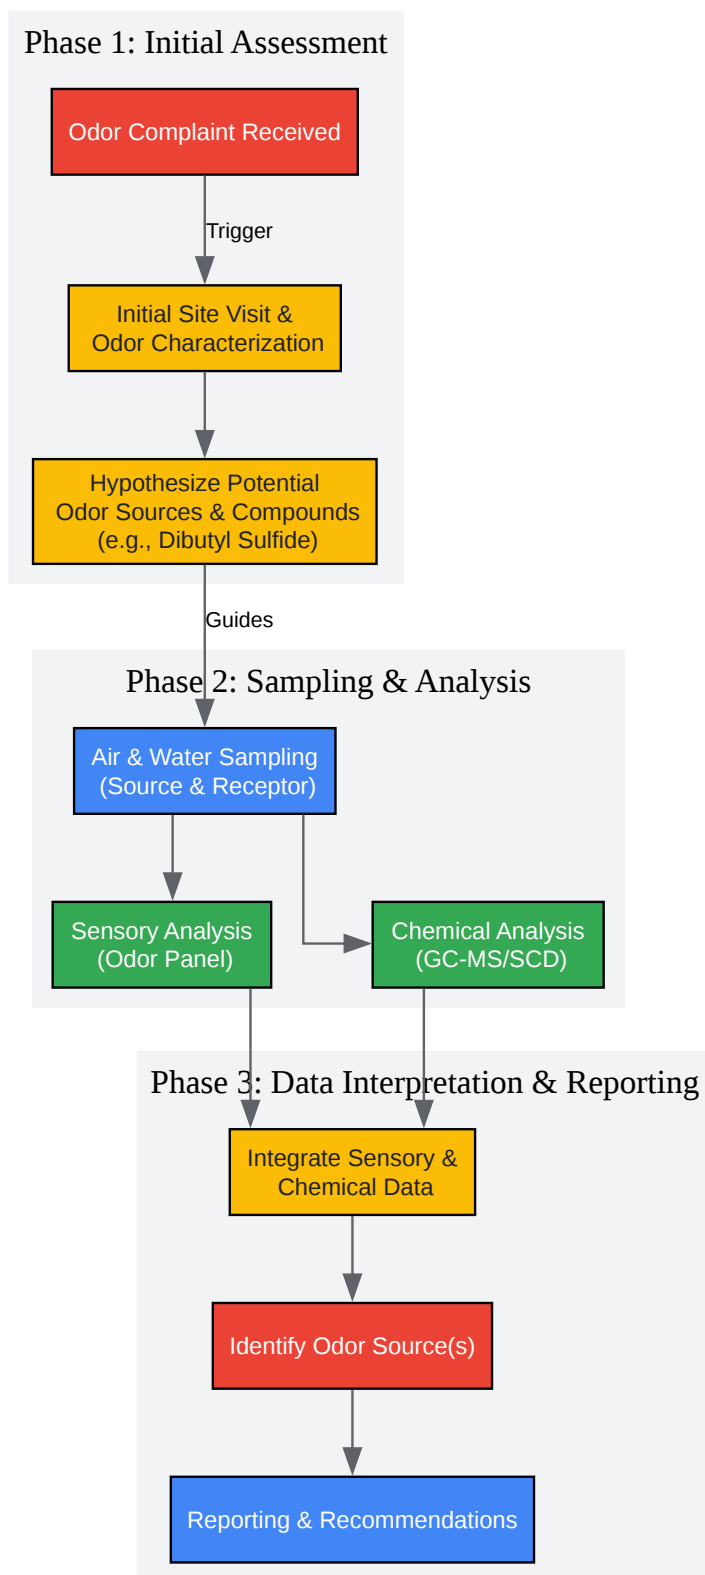 Phase 1: Initial Assessment
Odor Complaint Received
Trigger
Initial Site Visit &
Odor Characterization
Hypothesize Potential
Odor Sources & Compounds
(e.g., Dibutyl Sulfide)
Guides
Phase 2: Sampling & Analysis
Air & Water Sampling
(Source & Receptor)
Sensory Analysis
(Odor Panel)
Chemical Analysis
(GC-MS/SCD)
Phase 3: Data Interpretation & Reporting
Integrate Sensory &
Chemical Data
Identify Odor Source(s)
Reporting & Recommendations